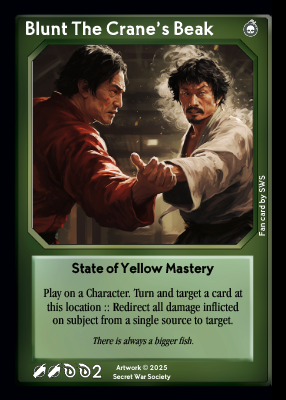 Blunt The Crane's Beak
Fan card by SWS
State of Yellow Mastery
Play on a Character. Turn and target a card at
this location :: Redirect all damage inflicted
on subject from a single source to target.
There is always a bigger fish.
2
Artwork © 2025
Secret War Society